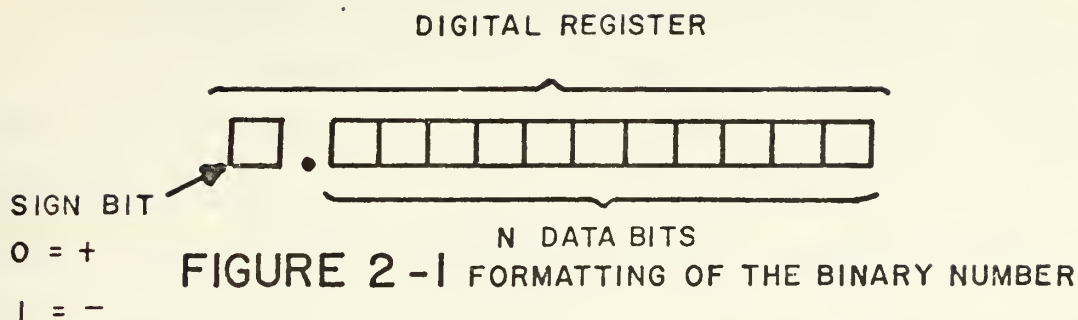 DIGITAL REGISTER
SIGN BIT
0 = +
1 = -
N DATA BITS
FIGURE 2-1 FORMATTING OF THE BINARY NUMBER